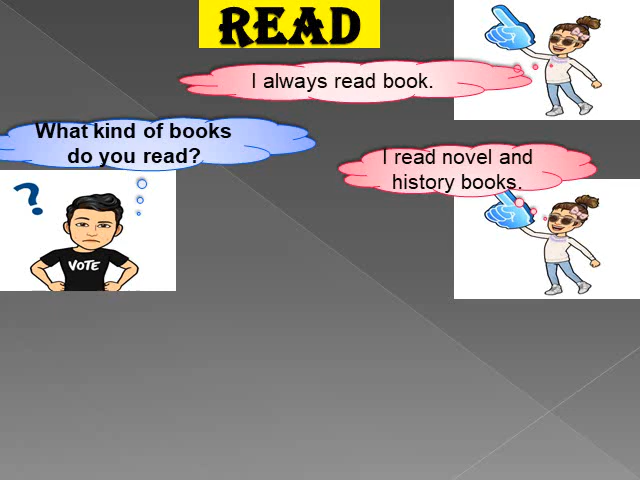 READ
I always read book.
What kind of books
do you read?
I read novel and
history books.
?
VOTE